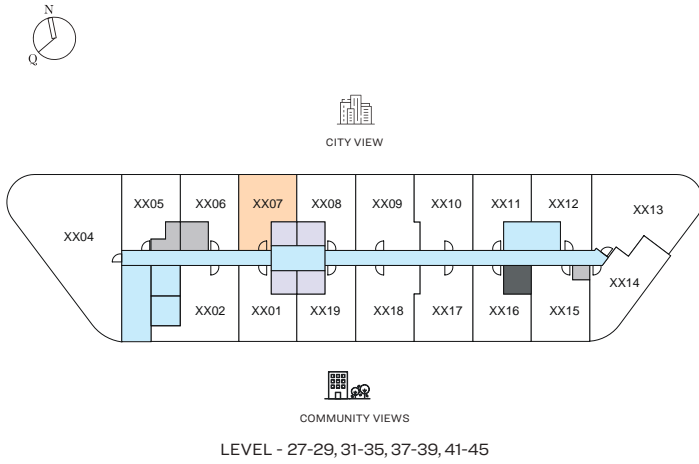 N
Q
CITY VIEW
XX05 XX06 XX07 XX08 XX09 XX10 XX11 XX12
XX13
XX04
XX14
XX02 XX01 XX19 XX18 XX17 XX16 XX15
COMMUNITY VIEWS
LEVEL - 27-29, 31-35, 37-39, 41-45